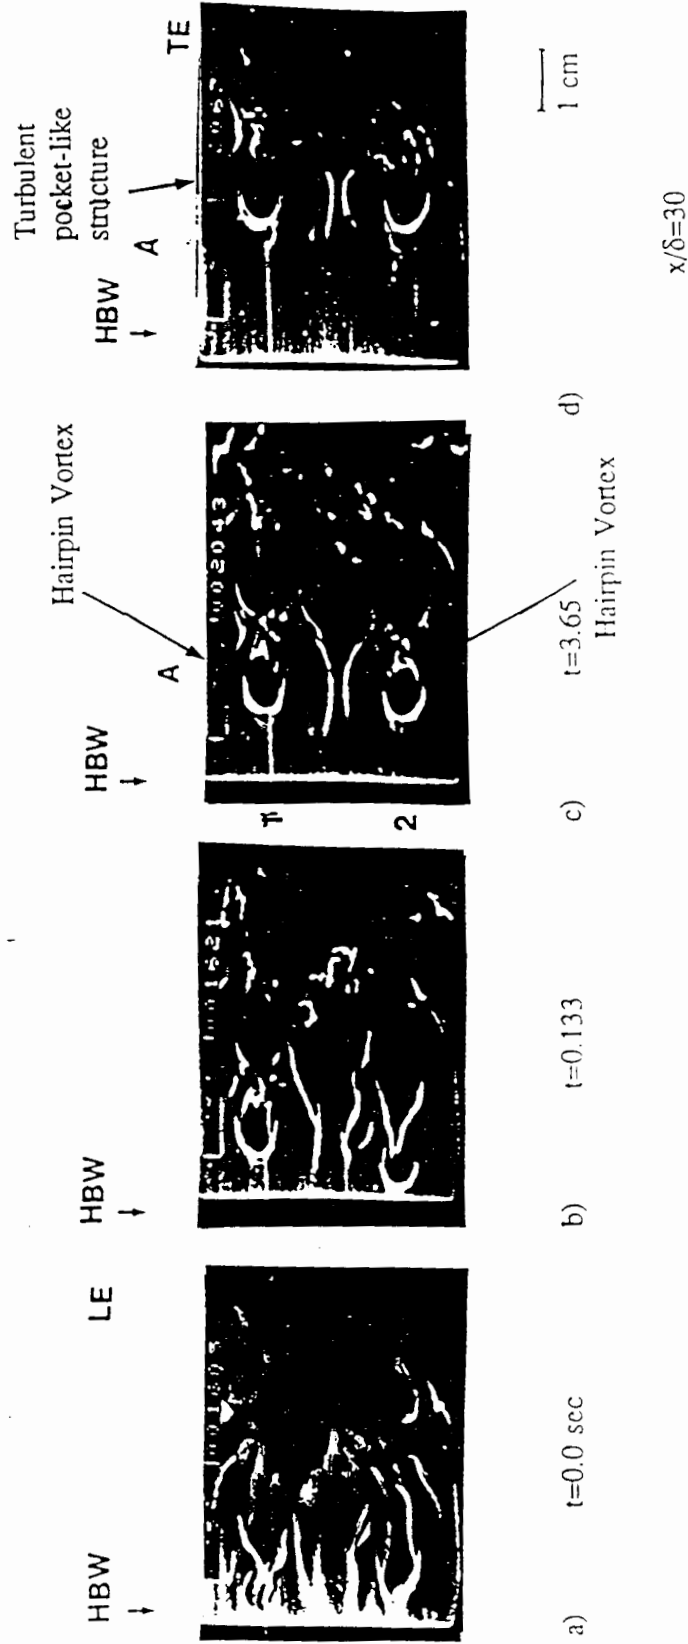 HBW
LE
a)
t=0.0 sec
HBW
b)
t=0.133
HBW
A
Hairpin Vortex
1
2
c)
t=3.65
Hairpin Vortex
HBW
A
Turbulent
pocket-like
structure
TE
d)
1 cm
x/δ=30